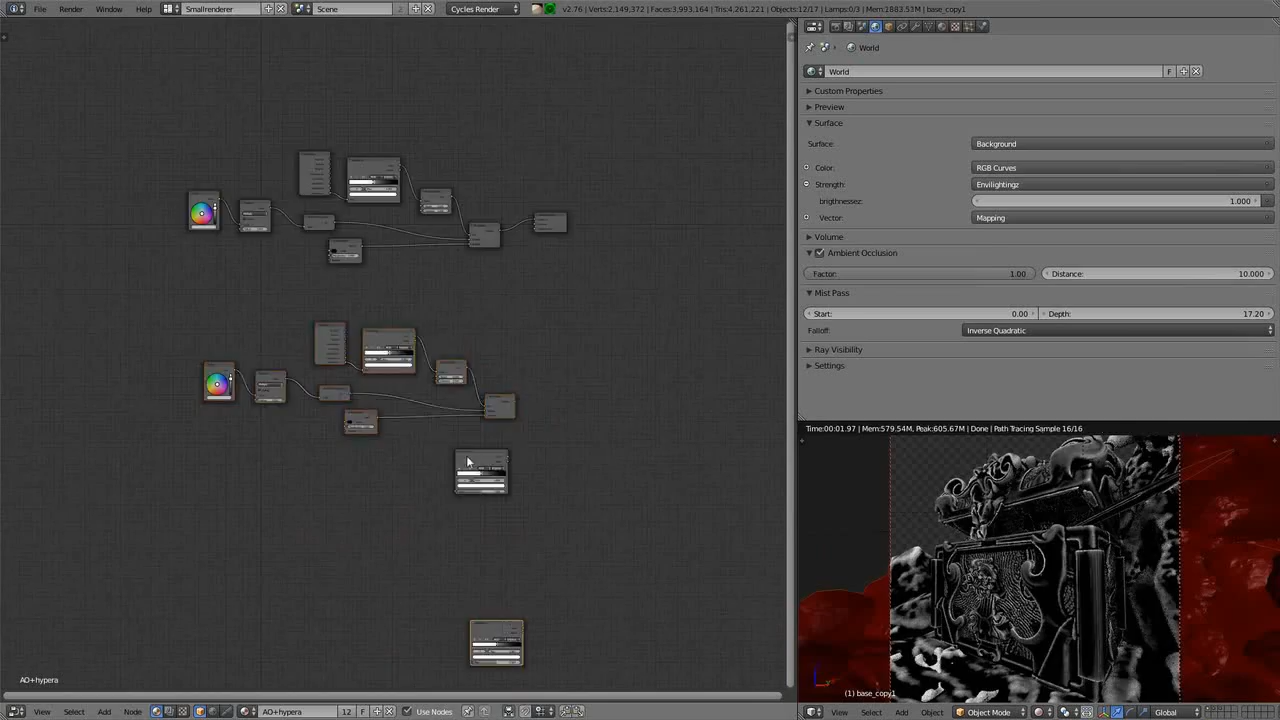 File Render Window Help Smallrenderer Scene 2 Cycles Render v2.76 | Verts:2,149,372 | Faces:3,993,164 | Tris:4,261,221 | Objects:12/17 | Lamps:0/3 | Mem:2883.53M | base_copy1
World
World F
Custom Properties
Preview
Surface
Surface: Background
Color: RGB Curves
Strength: Envilightingz
brigthnessez: 1.000
Vector: Mapping
Volume
Ambient Occlusion
Factor: 1.00 Distance: 10.000
Mist Pass
Start: 0.00 Depth: 17.20
Falloff: Inverse Quadratic
Ray Visibility
Settings
Time:00:01.97 | Mem:579.54M, Peak:605.67M | Done | Path Tracing Sample 16/16
AO+hypera
(1) base_copy1
View Select Add Node AO+hypera 12 F Use Nodes
View Select Add Object Object Mode Global